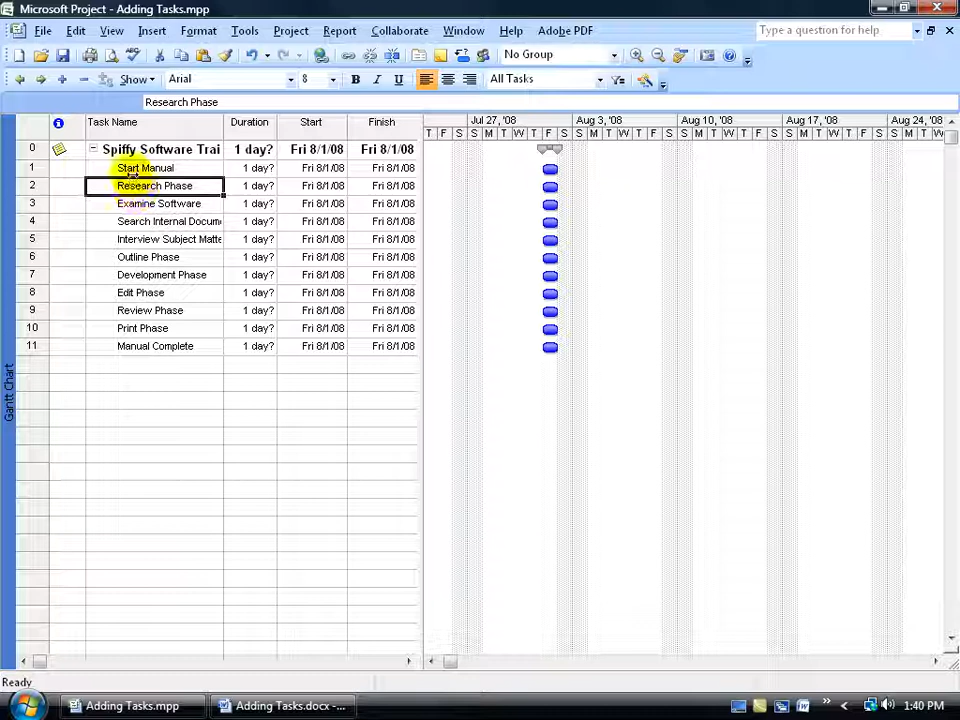 Microsoft Project - Adding Tasks.mpp
File Edit View Insert Format Tools Project Report Collaborate Window Help Adobe PDF Type a question for help
No Group
Show Arial 8 B I U All Tasks
Research Phase
Task Name Duration Start Finish Jul 27, '08 Aug 3, '08 Aug 10, '08 Aug 17, '08 Aug 24, '08
T F S S M T W T F S S M T W T F S S M T W T F S S M T W T F S S M T W
0 Spiffy Software Trai 1 day? Fri 8/1/08 Fri 8/1/08
1 Start Manual 1 day? Fri 8/1/08 Fri 8/1/08
2 Research Phase 1 day? Fri 8/1/08 Fri 8/1/08
3 Examine Software 1 day? Fri 8/1/08 Fri 8/1/08
4 Search Internal Docum 1 day? Fri 8/1/08 Fri 8/1/08
5 Interview Subject Matte 1 day? Fri 8/1/08 Fri 8/1/08
6 Outline Phase 1 day? Fri 8/1/08 Fri 8/1/08
7 Development Phase 1 day? Fri 8/1/08 Fri 8/1/08
8 Edit Phase 1 day? Fri 8/1/08 Fri 8/1/08
9 Review Phase 1 day? Fri 8/1/08 Fri 8/1/08
10 Print Phase 1 day? Fri 8/1/08 Fri 8/1/08
11 Manual Complete 1 day? Fri 8/1/08 Fri 8/1/08
Gantt Chart
Ready
Adding Tasks.mpp Adding Tasks.docx -... 1:40 PM